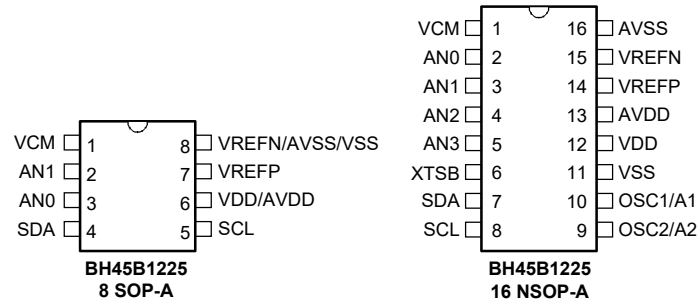 VCM 1 8 VREFN/AVSS/VSS
AN1 2 7 VREFP
AN0 3 6 VDD/AVDD
SDA 4 5 SCL
BH45B1225
8 SOP-A
VCM 1 16 AVSS
AN0 2 15 VREFN
AN1 3 14 VREFP
AN2 4 13 AVDD
AN3 5 12 VDD
XTSB 6 11 VSS
SDA 7 10 OSC1/A1
SCL 8 9 OSC2/A2
BH45B1225
16 NSOP-A